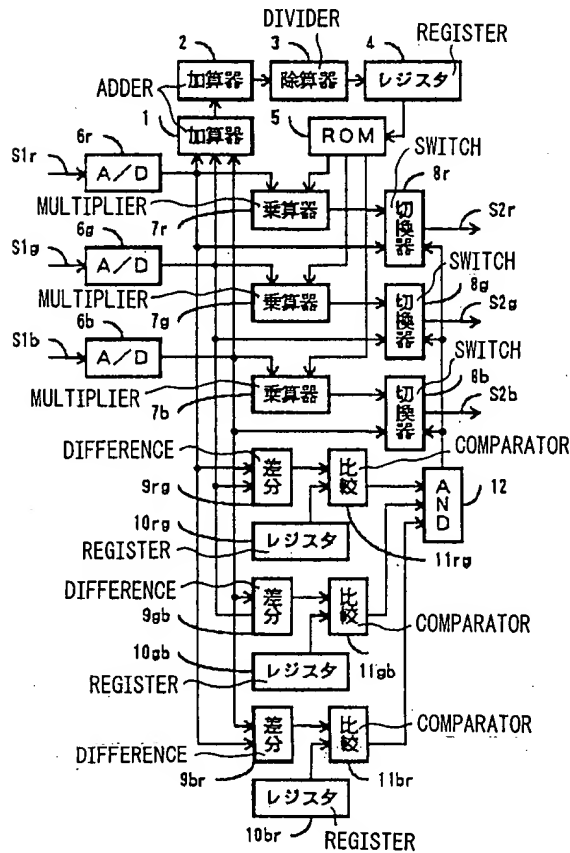 DIVIDER
2
3
4
REGISTER
加算器
除算器
レジスタ
ADDER
1
加算器
5
ROM
SWITCH
6r
8r
S1r
A/D
切換器
S2r
MULTIPLIER
乗算器
7r
6g
SWITCH
S1g
A/D
8g
MULTIPLIER
乗算器
切換器
S2g
7g
6b
SWITCH
S1b
A/D
8b
MULTIPLIER
乗算器
切換器
S2b
7b
DIFFERENCE
COMPARATOR
差分
比較
AND
12
9rg
10rg
レジスタ
11rg
REGISTER
DIFFERENCE
差分
比較
9gb
COMPARATOR
10gb
レジスタ
11gb
REGISTER
差分
比較
COMPARATOR
DIFFERENCE
9br
11br
レジスタ
10br
REGISTER